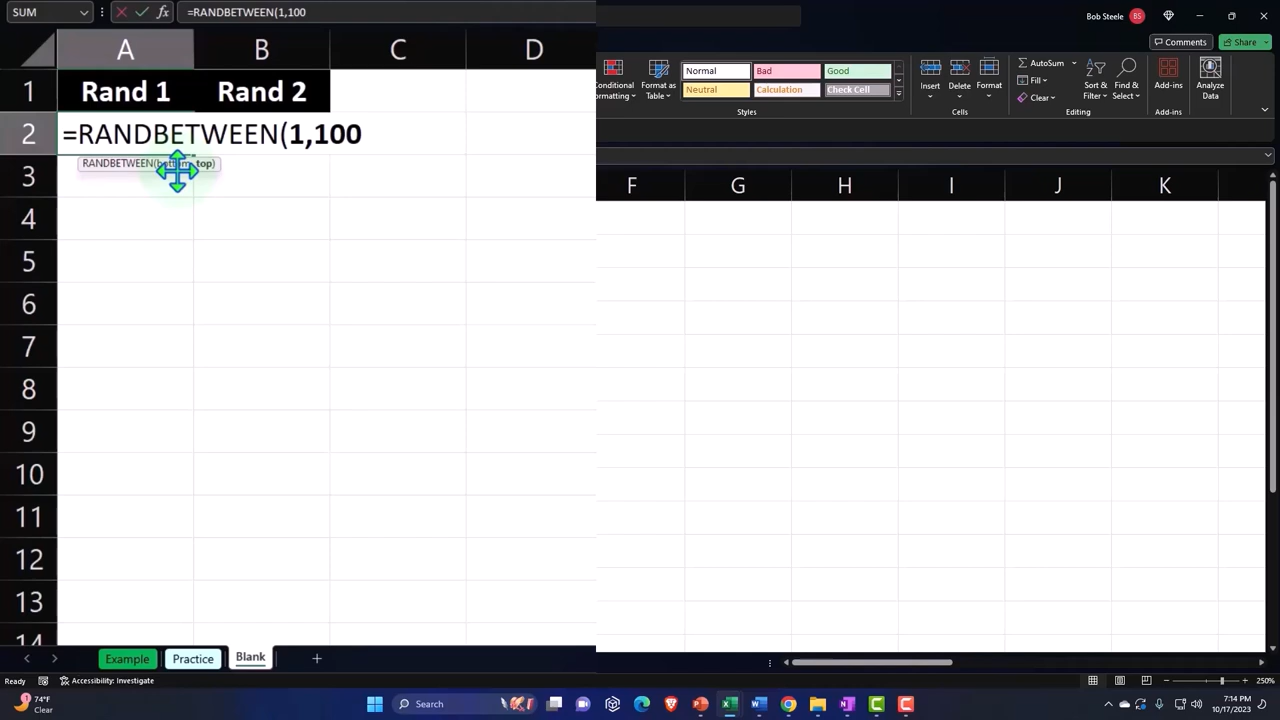 SUM
=RANDBETWEEN(1,100
Bob Steele
BS
Comments
Share
Conditional
Formatting
Format as
Table
Normal
Bad
Good
Neutral
Calculation
Check Cell
Styles
Insert
Delete
Format
Cells
AutoSum
Fill
Clear
Sort &
Filter
Find &
Select
Editing
Add-ins
Add-ins
Analyze
Data
A B C D
F G H I J K
1 Rand 1 Rand 2
2 =RANDBETWEEN(1,100
RANDBETWEEN(bottom, top)
3
4
5
6
7
8
9
10
11
12
13
14
Example
Practice
Blank
Ready
Accessibility: Investigate
250%
1
74°F
Clear
Search
7:14 PM
10/17/2023